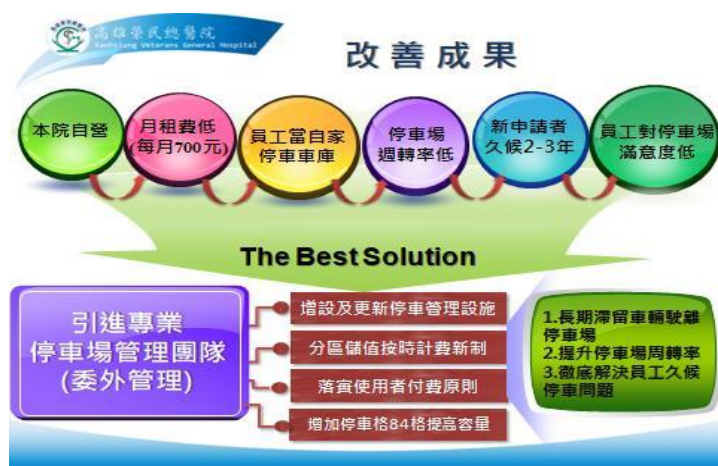 高雄榮民總醫院
Kaohsiung Veterans General Hospital
改善成果
本院自營
月租費低
(每月700元)
員工當自家
停車車庫
停車場
週轉率低
新申請者
久候2-3年
員工對停車場
滿意度低
The Best Solution
引進專業
停車場管理團隊
(委外管理)
增設及更新停車管理設施
分區儲值按時計費新制
落實使用者付費原則
增加停車格84格提高容量
1.長期滯留車輛駛離
停車場
2.提升停車場周轉率
3.徹底解決員工久候
停車問題